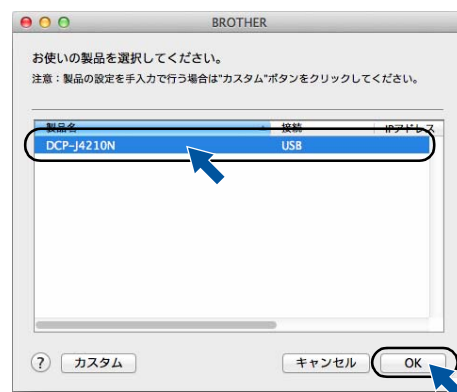 BROTHER
お使いの製品を選択してください。
注意：製品の設定を手入力で行う場合は"カスタム"ボタンをクリックしてください。
製品名 接続 IPアドレス
DCP-J4210N USB
? カスタム キャンセル OK